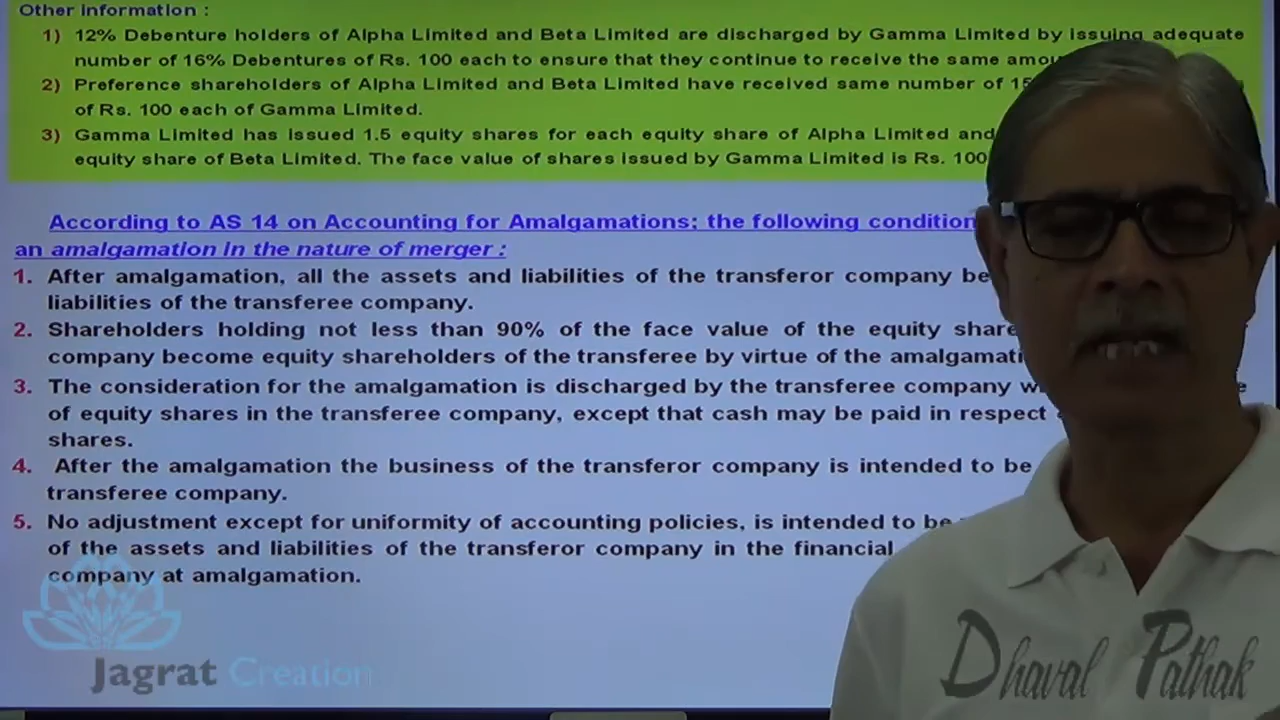 Other information :
1) 12% Debenture holders of Alpha Limited and Beta Limited are discharged by Gamma Limited by issuing adequate
number of 16% Debentures of Rs. 100 each to ensure that they continue to receive the same
2) Preference shareholders of Alpha Limited and Beta Limited have received same number of
of Rs. 100 each of Gamma Limited.
3) Gamma Limited has issued 1.5 equity shares for each equity share of Alpha Limited and
equity share of Beta Limited. The face value of shares issued by Gamma Limited is Rs. 100
According to AS 14 on Accounting for Amalgamations; the following
an amalgamation in the nature of merger :
1. After amalgamation, all the assets and liabilities of the transferor company
liabilities of the transferee company.
2. Shareholders holding not less than 90% of the face value of the equity
company become equity shareholders of the transferee by virtue of the
3. The consideration for the amalgamation is discharged by the transferee company
of equity shares in the transferee company, except that cash may be paid in respect
shares.
4. After the amalgamation the business of the transferor company is intended to be
transferee company.
5. No adjustment except for uniformity of accounting policies, is intended to be
of the assets and liabilities of the transferor company in the financial
company at amalgamation.
Jagrat Creation
Dhaval Pathak